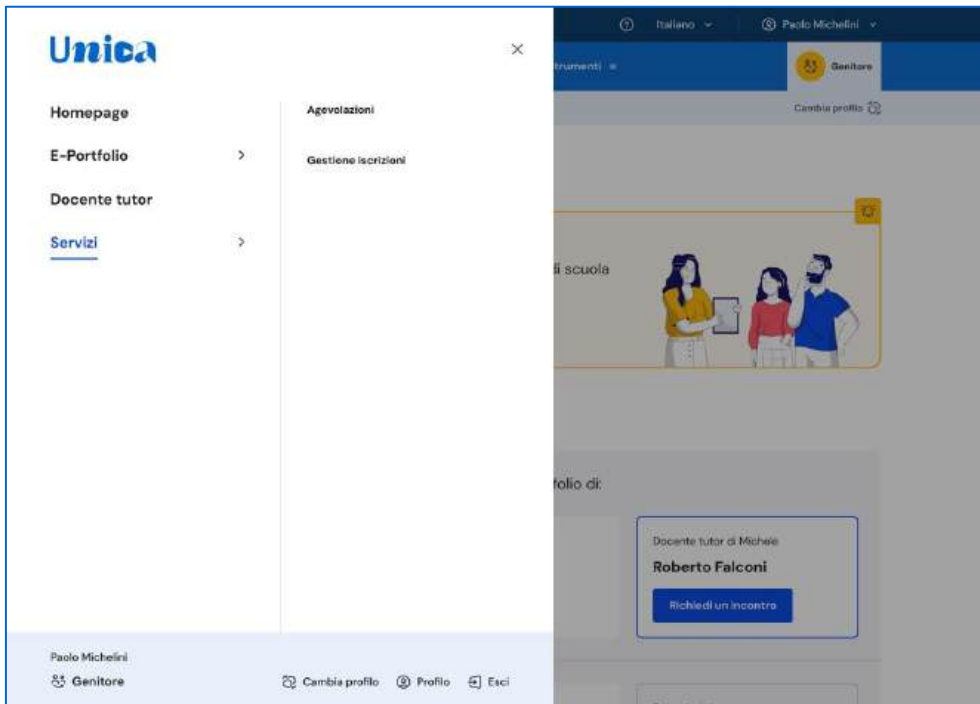 Unica
Homepage
E-Portfolio
Docente tutor
Servizi
Agevolazioni
Gestione iscrizioni
Paolo Michelini
Genitore
Cambia profilo
Profilo
Esci
Italiano
Paolo Michelini
trumenti
Genitore
Cambia profilo
di scuola
folio di:
Docente tutor di Michele
Roberto Falconi
Richiedi un incontro